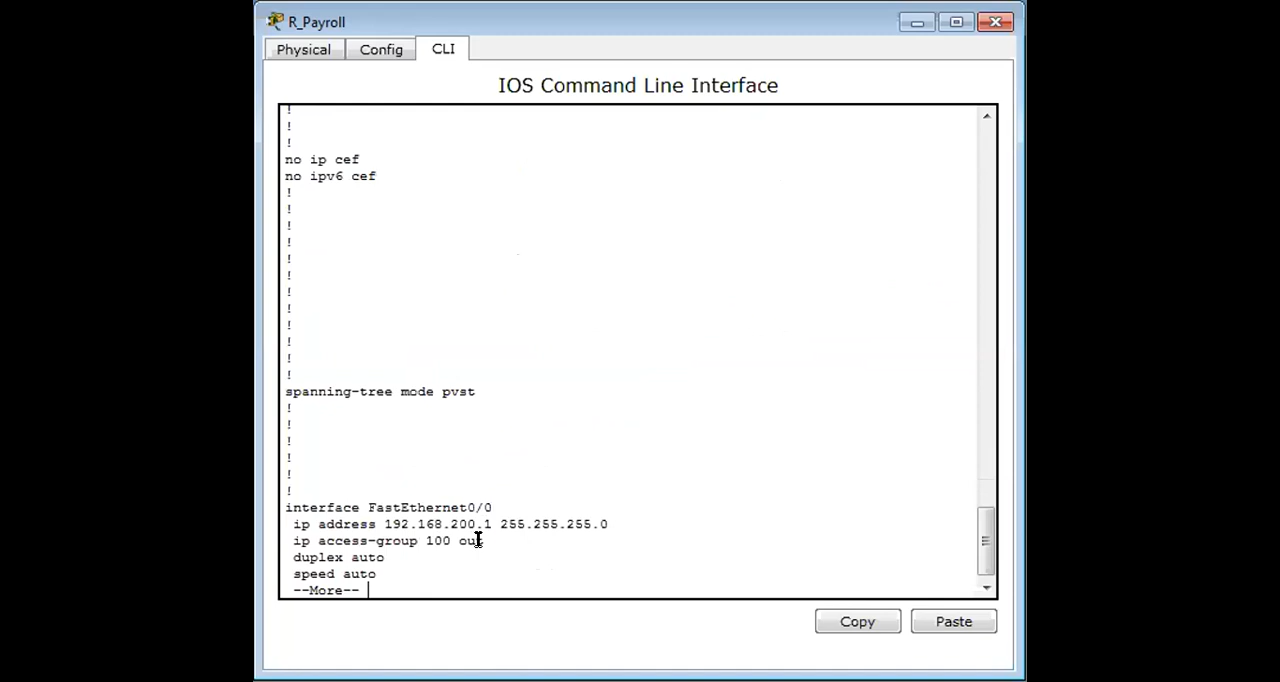 R_Payroll
Physical Config CLI
IOS Command Line Interface
!
!
!
no ip cef
no ipv6 cef
!
!
!
!
!
!
!
!
!
!
!
!
spanning-tree mode pvst
!
!
!
!
!
!
interface FastEthernet0/0
ip address 192.168.200.1 255.255.255.0
ip access-group 100 out
duplex auto
speed auto
--More--
Copy Paste